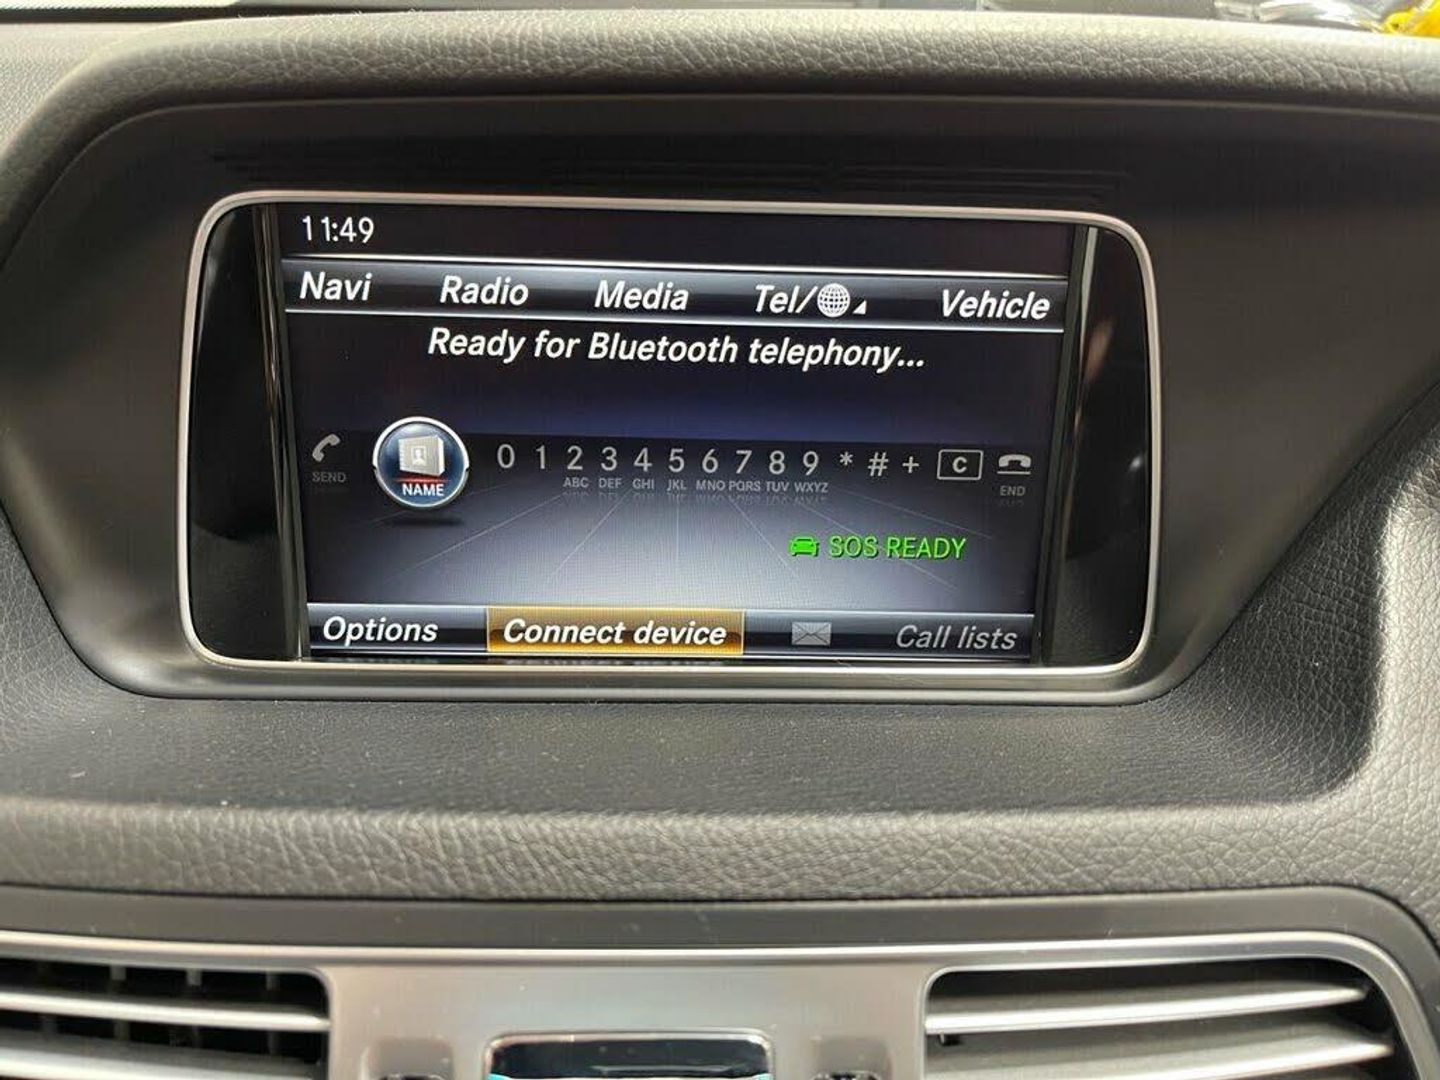 11:49
Navi Radio Media Tel/ Vehicle
Ready for Bluetooth telephony...
SEND NAME 0 1 2 3 4 5 6 7 8 9 * # + C END
ABC DEF GHI JKL MNO PQRS TUV WXYZ
SOS READY
Options Connect device Call lists